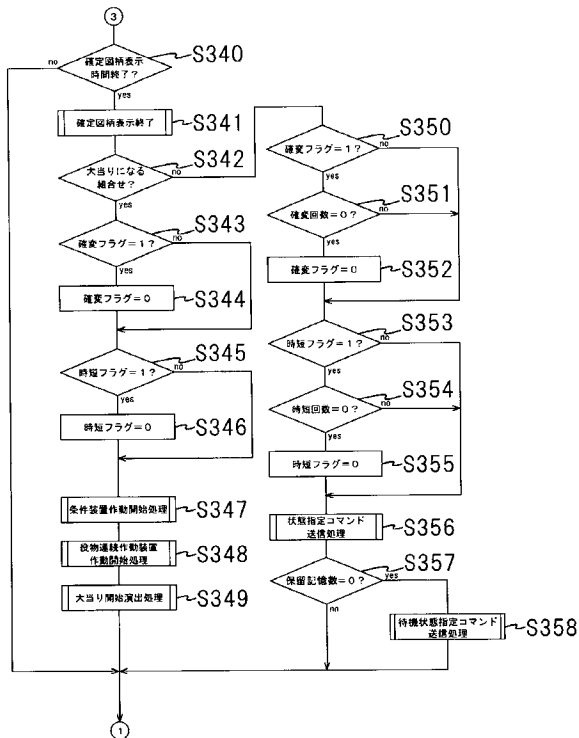 3
確定図柄表示
時間終了？
no
yes
S340
確定図柄表示終了
S341
大当りになる
組合せ？
no
yes
S342
確変フラグ=1？
no
yes
S343
確変フラグ=0
S344
時短フラグ=1？
no
yes
S345
時短フラグ=0
S346
条件装置作動開始処理
S347
役物連続作動装置
作動開始処理
S348
大当り開始演出処理
S349
確変フラグ=1？
no
yes
S350
確変回数=0？
no
yes
S351
確変フラグ=0
S352
時短フラグ=1？
no
yes
S353
時短回数=0？
no
yes
S354
時短フラグ=0
S355
状態指定コマンド
送信処理
S356
保留記憶数=0？
yes
no
S357
待機状態指定コマンド
送信処理
S358
1